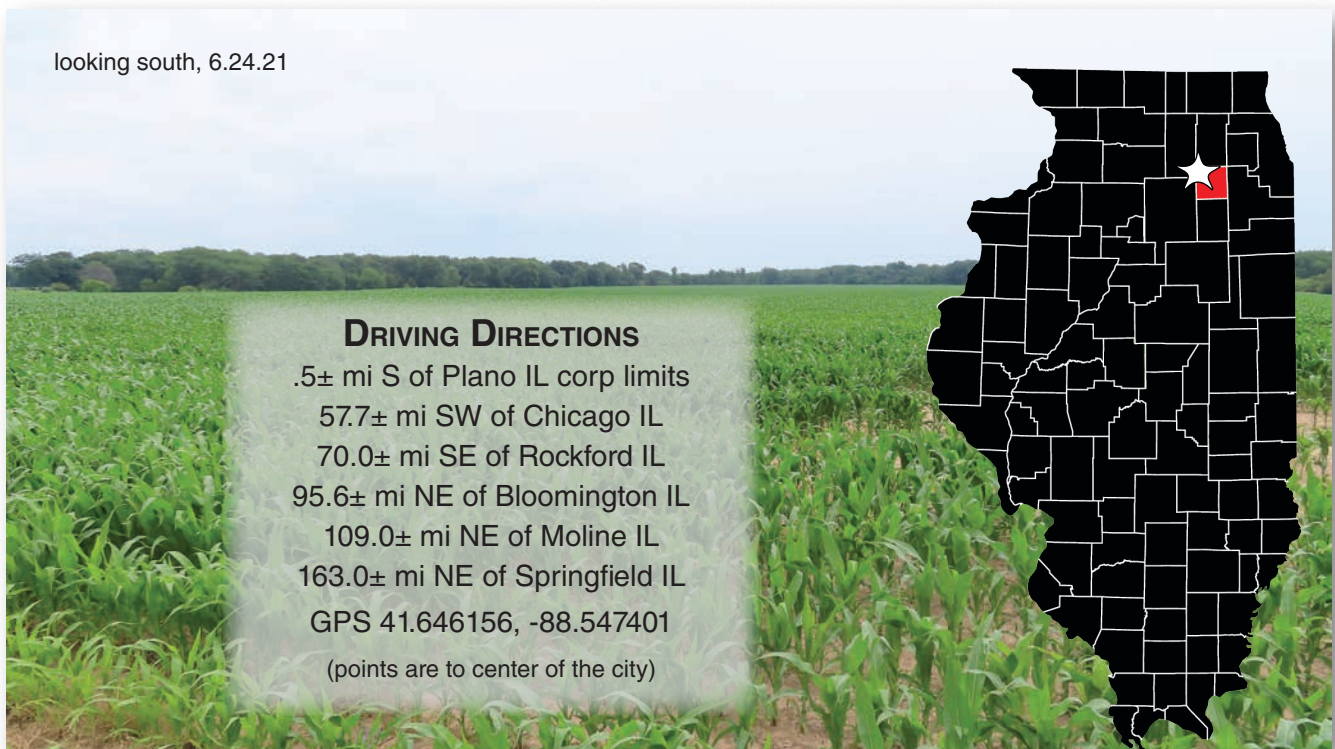 looking south, 6.24.21
DRIVING DIRECTIONS
.5± mi S of Plano IL corp limits
57.7± mi SW of Chicago IL
70.0± mi SE of Rockford IL
95.6± mi NE of Bloomington IL
109.0± mi NE of Moline IL
163.0± mi NE of Springfield IL
GPS 41.646156, -88.547401
(points are to center of the city)